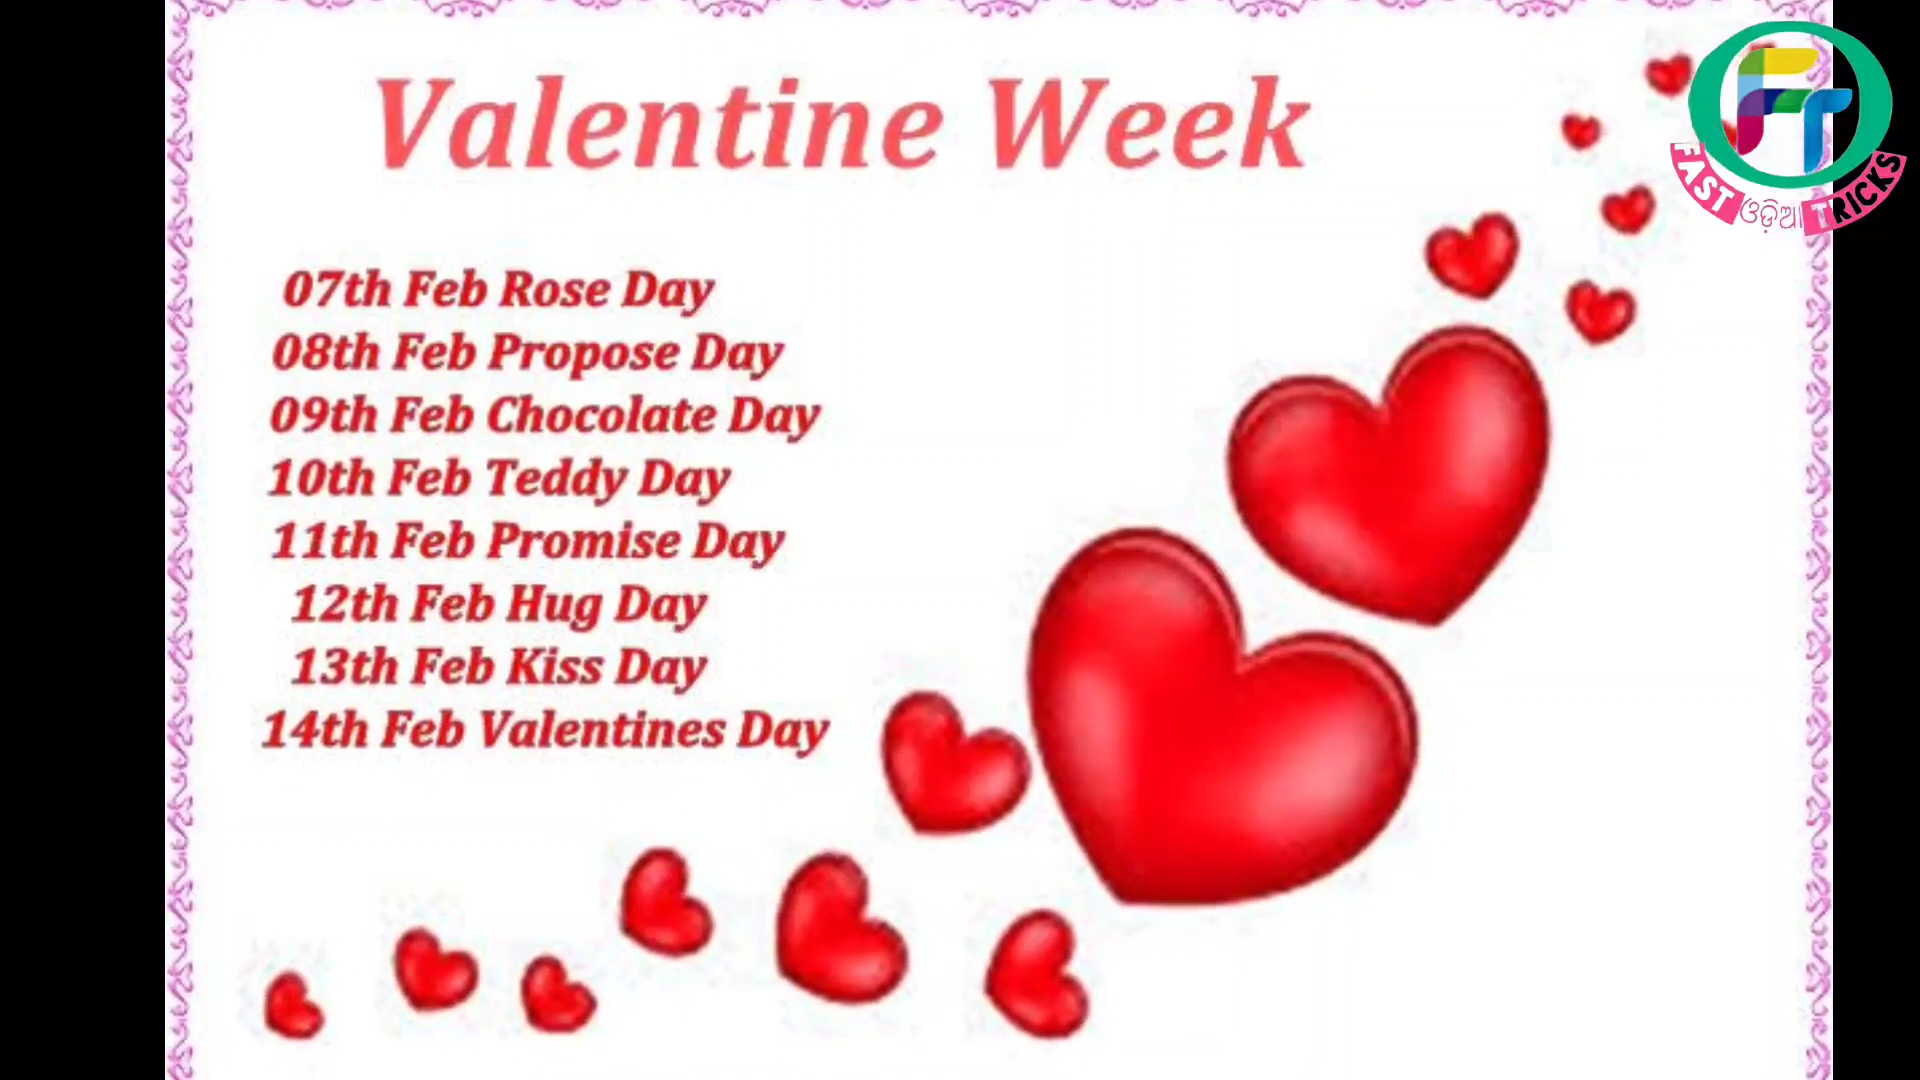 Valentine Week
07th Feb Rose Day
08th Feb Propose Day
09th Feb Chocolate Day
10th Feb Teddy Day
11th Feb Promise Day
12th Feb Hug Day
13th Feb Kiss Day
14th Feb Valentines Day
FT
FAST ଓଡ଼ିଆ TRICKS